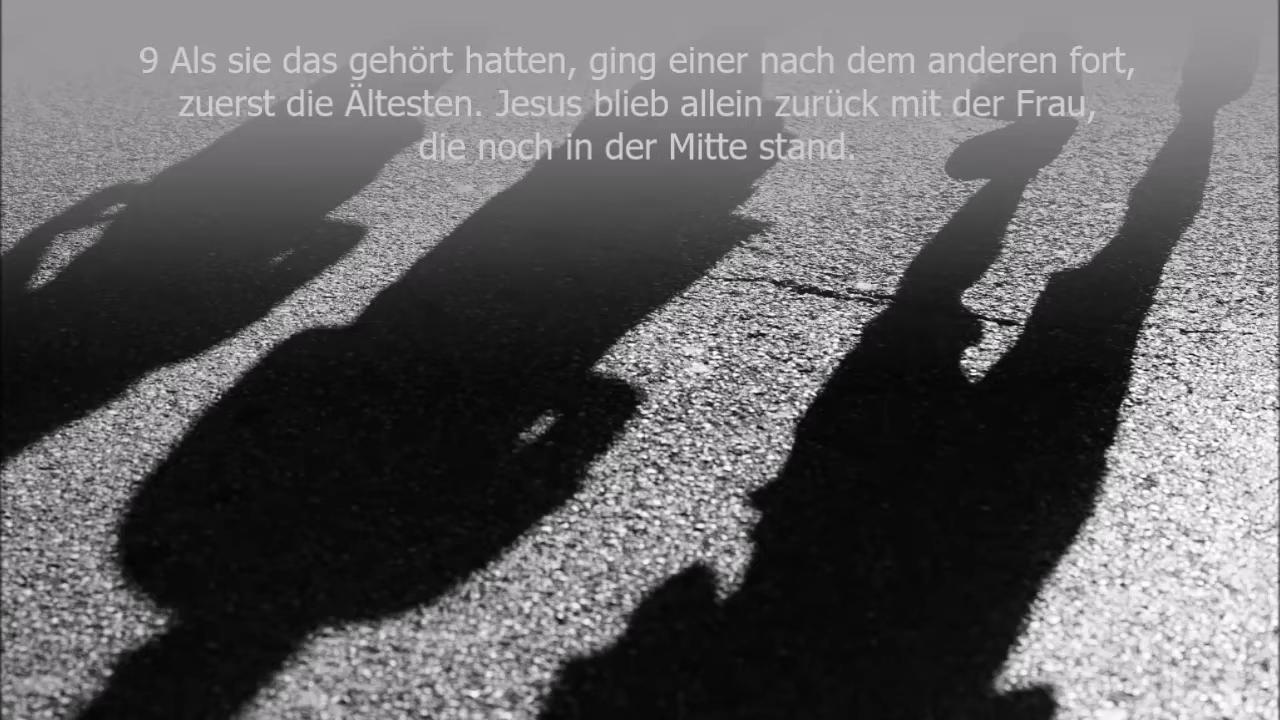 9 Als sie das gehört hatten, ging einer nach dem anderen fort,
zuerst die Ältesten. Jesus blieb allein zurück mit der Frau,
die noch in der Mitte stand.